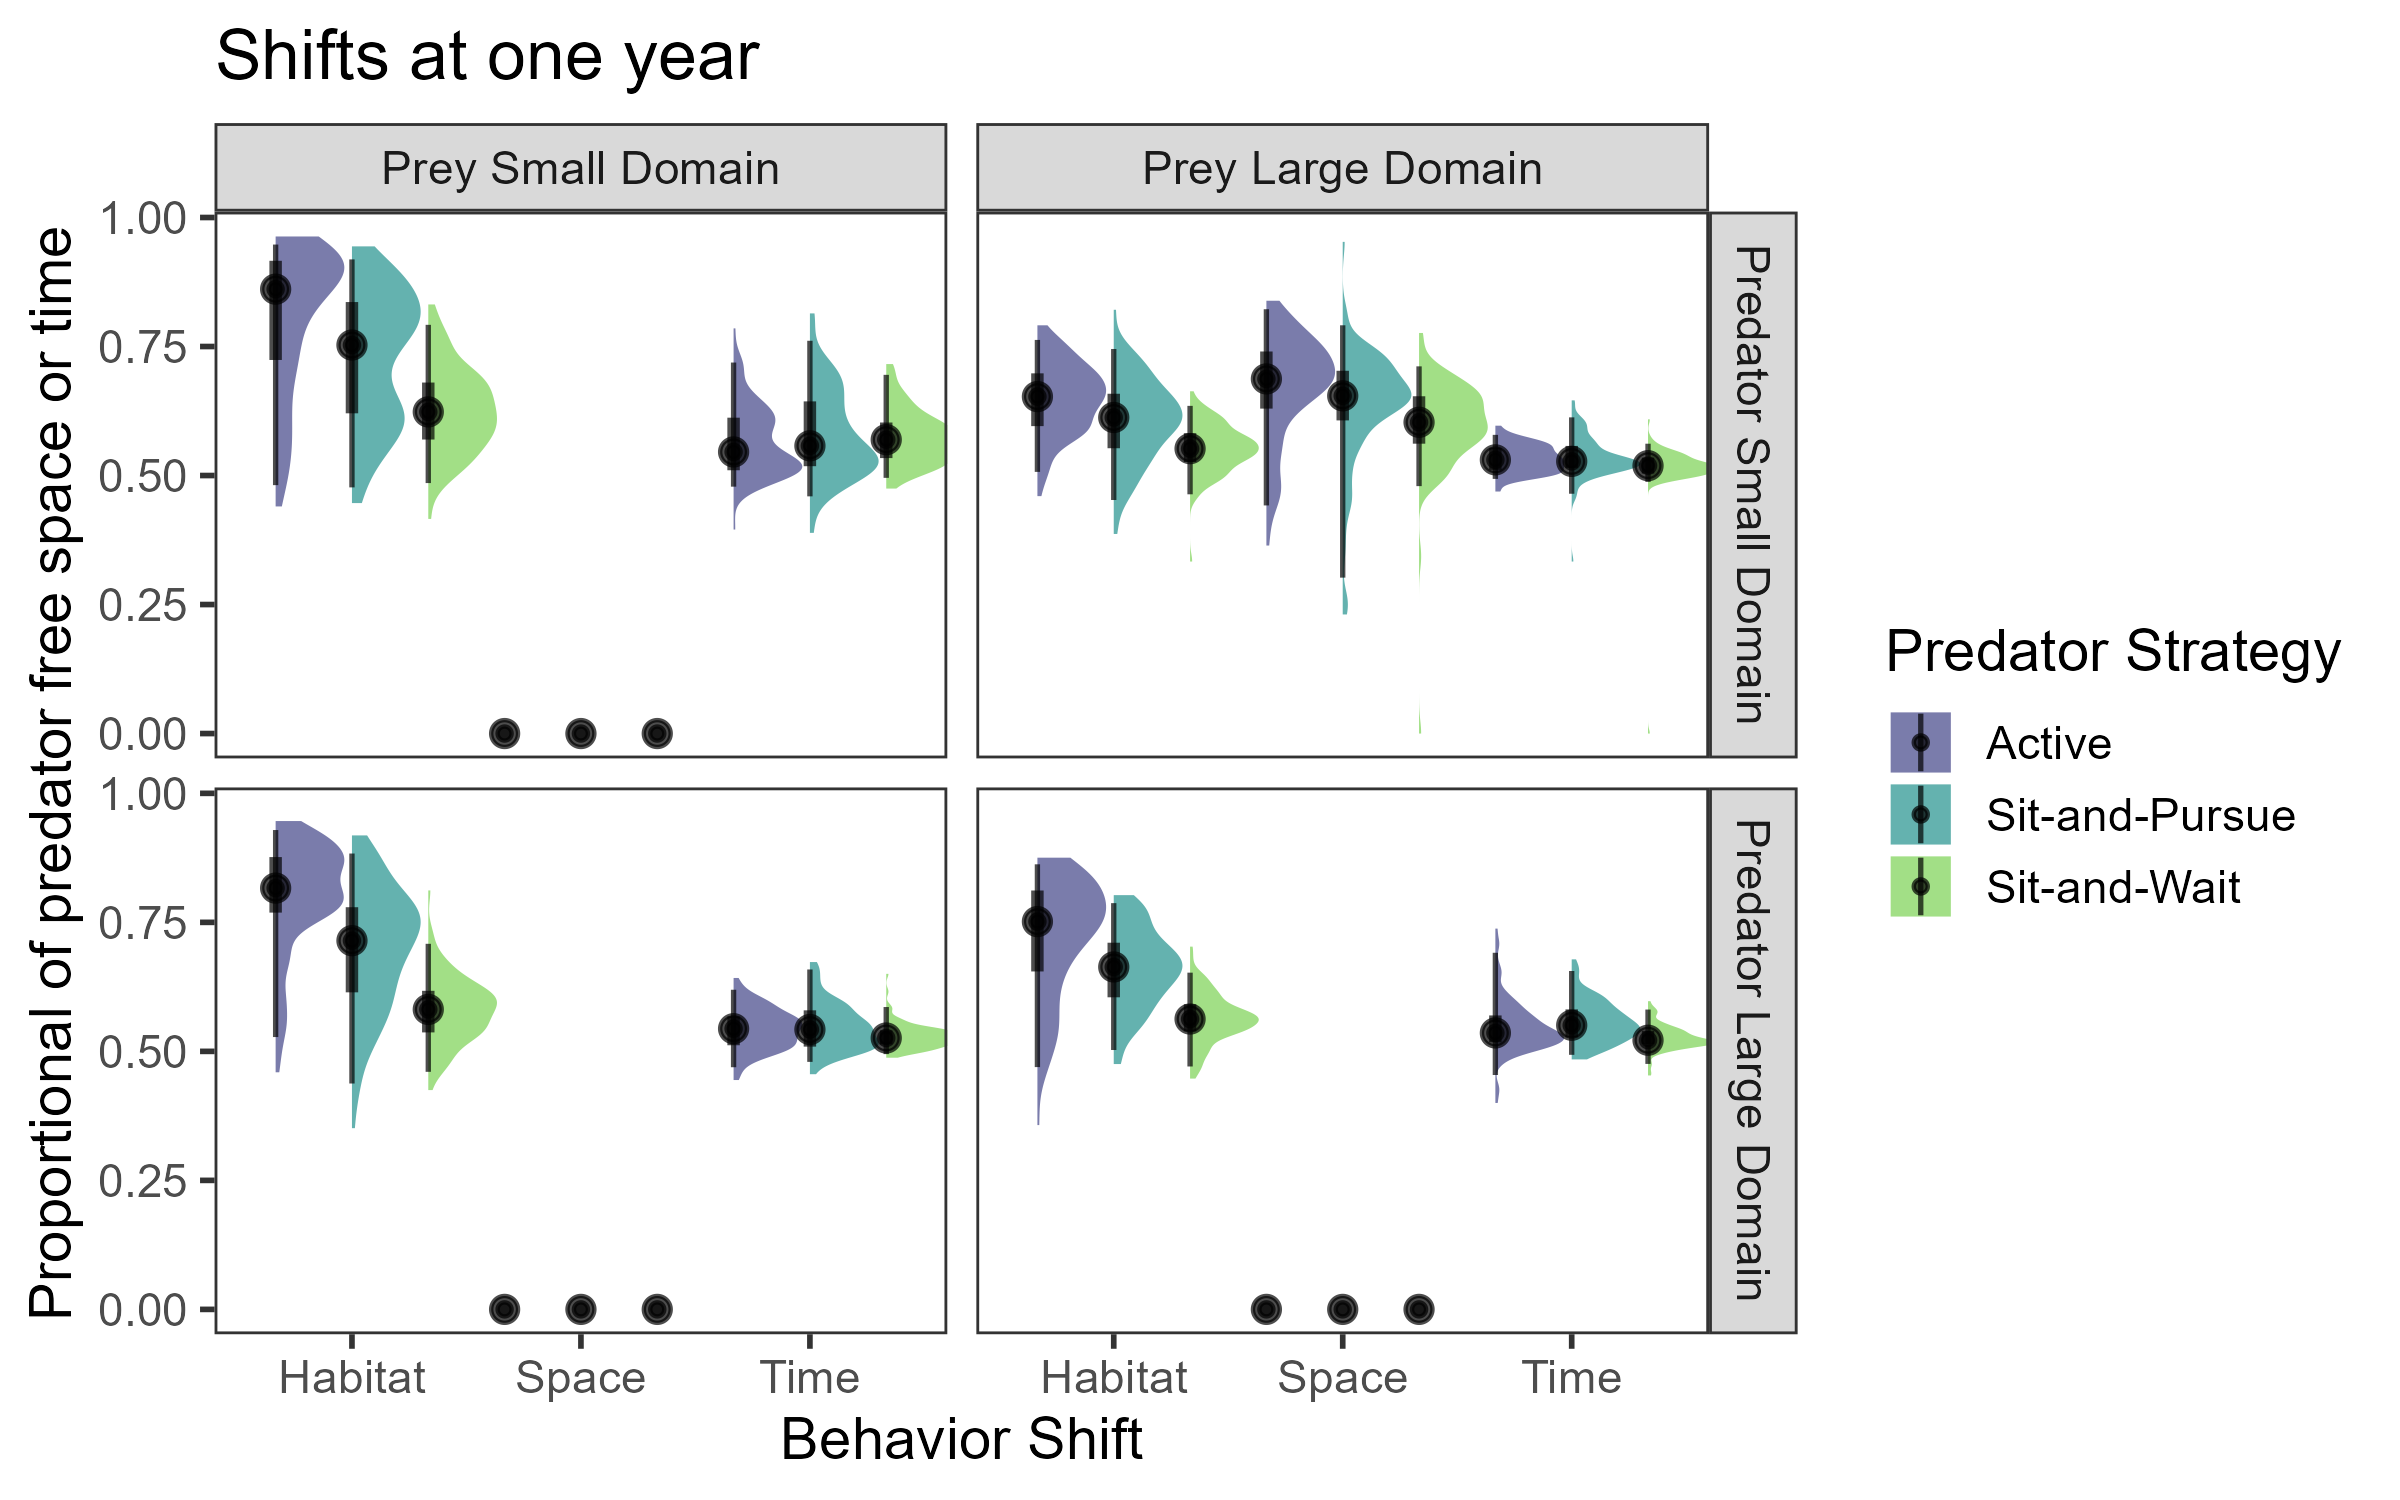 Shifts at one year
Prey Small Domain
Prey Large Domain
Proportional of predator free space or time
1.00
0.75
0.50
0.25
0.00
Predator Small Domain
1.00
0.75
0.50
0.25
0.00
Predator Large Domain
Habitat
Space
Time
Habitat
Space
Time
Behavior Shift
Predator Strategy
Active
Sit-and-Pursue
Sit-and-Wait